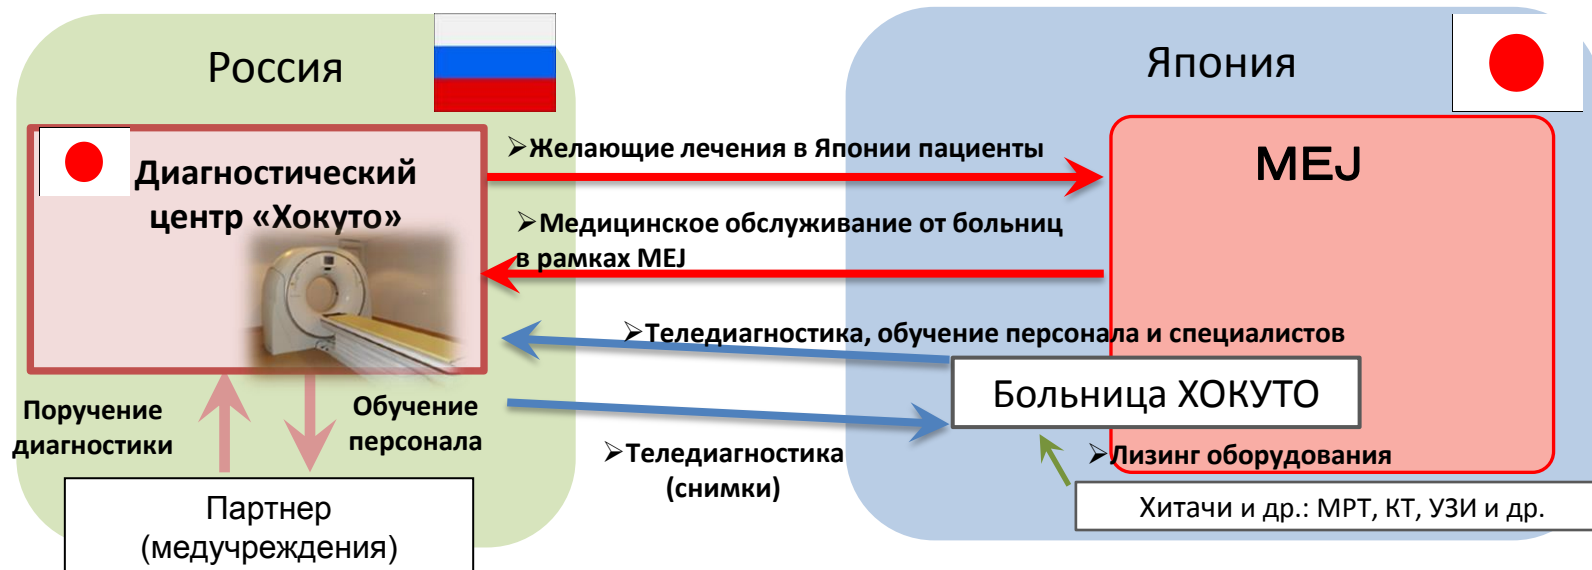 Россия
Япония
Диагностический
центр «Хокуто»
➢Желающие лечения в Японии пациенты
MEJ
➢Медицинское обслуживание от больниц
в рамках MEJ
➢Теледиагностика, обучение персонала и специалистов
Больница ХОКУТО
Поручение
диагностики
Обучение
персонала
➢Теледиагностика
(снимки)
➢Лизинг оборудования
Хитачи и др.: МРТ, КТ, УЗИ и др.
Партнер
(медучреждения)